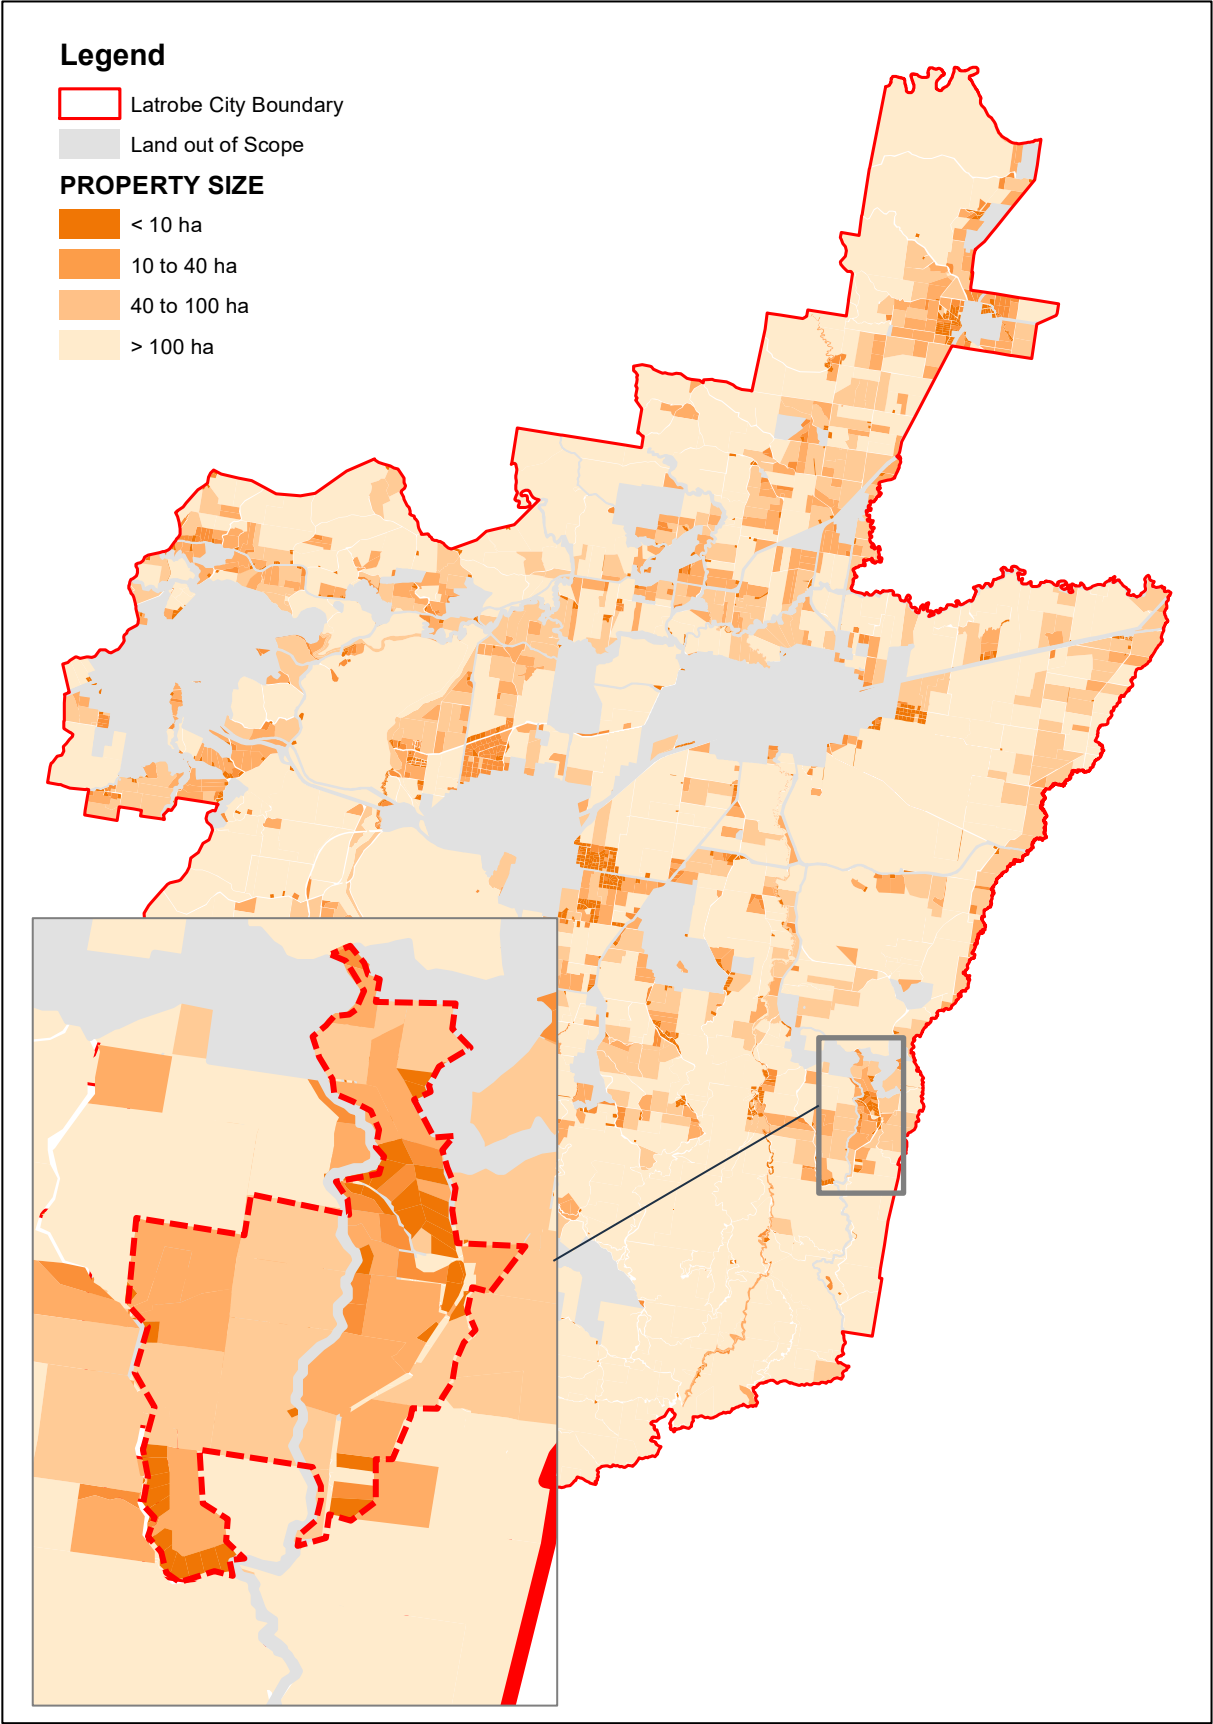 Legend
Latrobe City Boundary
Land out of Scope
PROPERTY SIZE
< 10 ha
10 to 40 ha
40 to 100 ha
> 100 ha